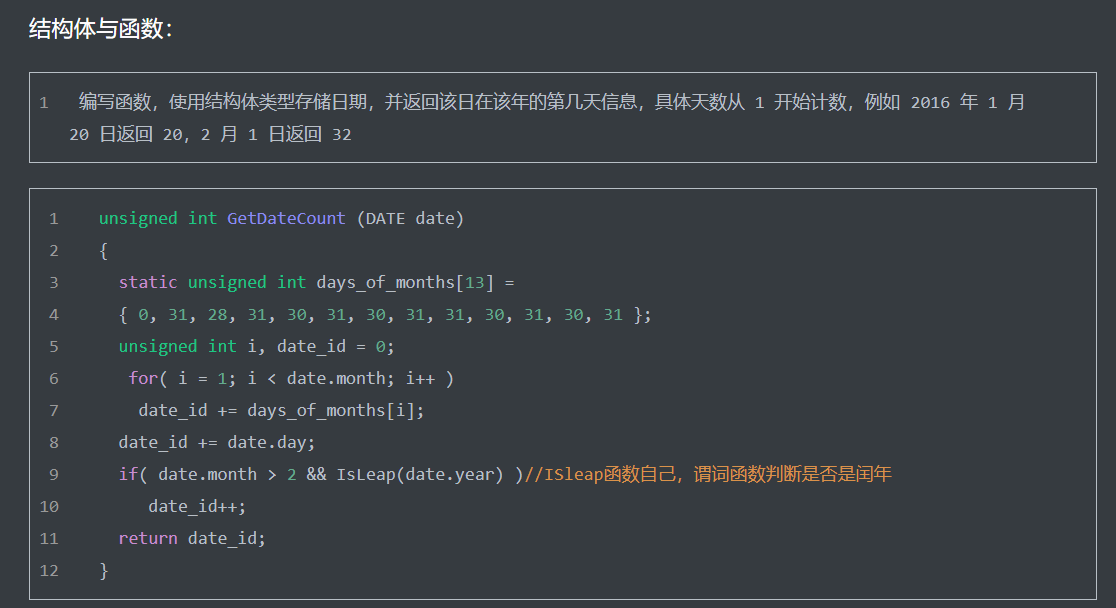 结构体与函数：
1 编写函数，使用结构体类型存储日期，并返回该日在该年的第几天信息，具体天数从 1 开始计数，例如 2016 年 1 月
20 日返回 20，2 月 1 日返回 32
1 unsigned int GetDateCount (DATE date)
2 {
3 static unsigned int days_of_months[13] =
4 { 0, 31, 28, 31, 30, 31, 30, 31, 31, 30, 31, 30, 31 };
5 unsigned int i, date_id = 0;
6 for( i = 1; i < date.month; i++ )
7 date_id += days_of_months[i];
8 date_id += date.day;
9 if( date.month > 2 && IsLeap(date.year) )//ISleap函数自己，谓词函数判断是否是闰年
10 date_id++;
11 return date_id;
12 }